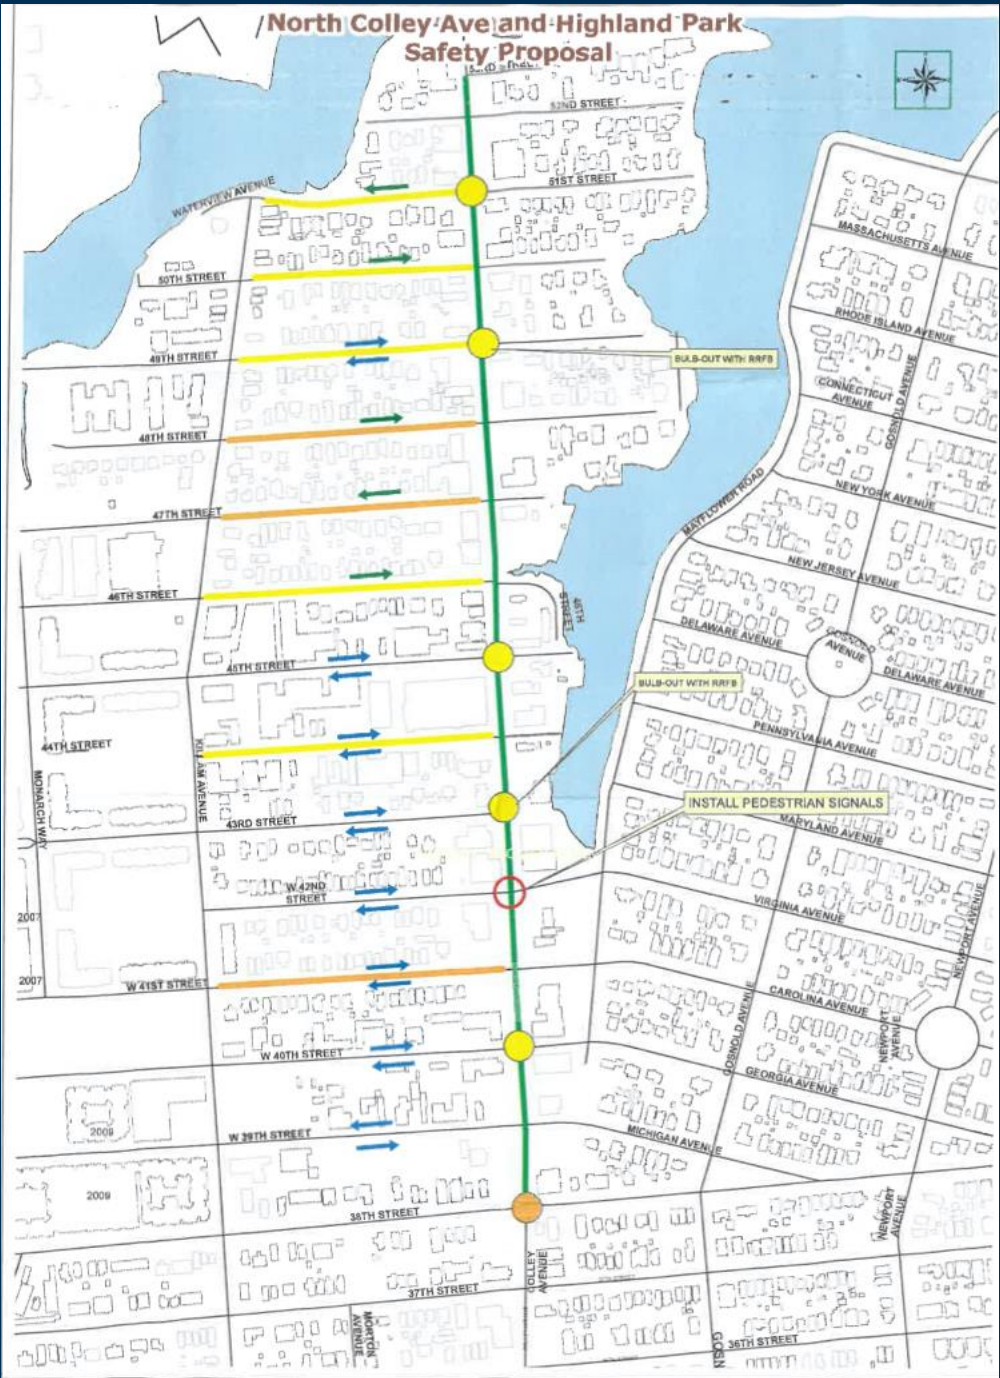 North Colley Ave and Highland Park
Safety Proposal
52ND STREET
51ST STREET
WATERVIEW AVENUE
MASSACHUSETTS AVENUE
50TH STREET
RHODE ISLAND AVENUE
49TH STREET
BULB-OUT WITH RRFB
CONNECTICUT
AVENUE
GOSNOLD AVENUE
48TH STREET
NEW YORK AVENUE
MAYFLOWER ROAD
47TH STREET
NEW JERSEY AVENUE
46TH STREET
46TH
STREET
DELAWARE AVENUE
GOSNOLD
AVENUE
DELAWARE AVENUE
45TH STREET
BULB-OUT WITH RRFB
PENNSYLVANIA AVENUE
44TH STREET
KILLAM AVENUE
MONARCH WAY
INSTALL PEDESTRIAN SIGNALS
43RD STREET
MARYLAND AVENUE
W 42ND
STREET
VIRGINIA AVENUE
NEWPORT AVENUE
2007
2007
W 41ST STREET
CAROLINA AVENUE
GOSNOLD AVENUE
NEWPORT
AVENUE
W 40TH STREET
GEORGIA AVENUE
2009
W 39TH STREET
MICHIGAN AVENUE
2009
38TH STREET
NEWPORT
AVENUE
COLLEY
AVENUE
37TH STREET
MORTON
AVENUE
36TH STREET
GOSN